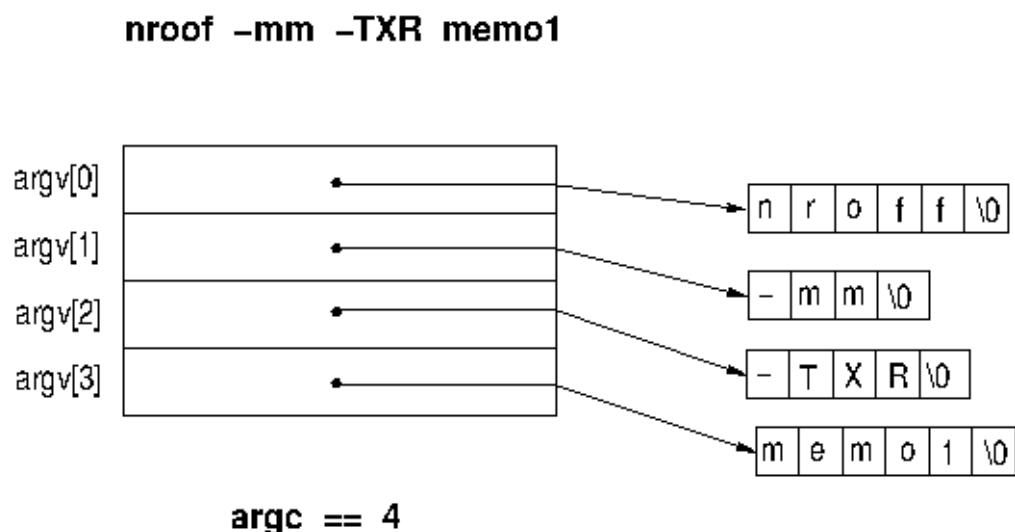 nroof -mm -TXR memo1
argv[0]
n r o f f \0
argv[1]
- m m \0
argv[2]
- T X R \0
argv[3]
m e m o 1 \0
argc == 4